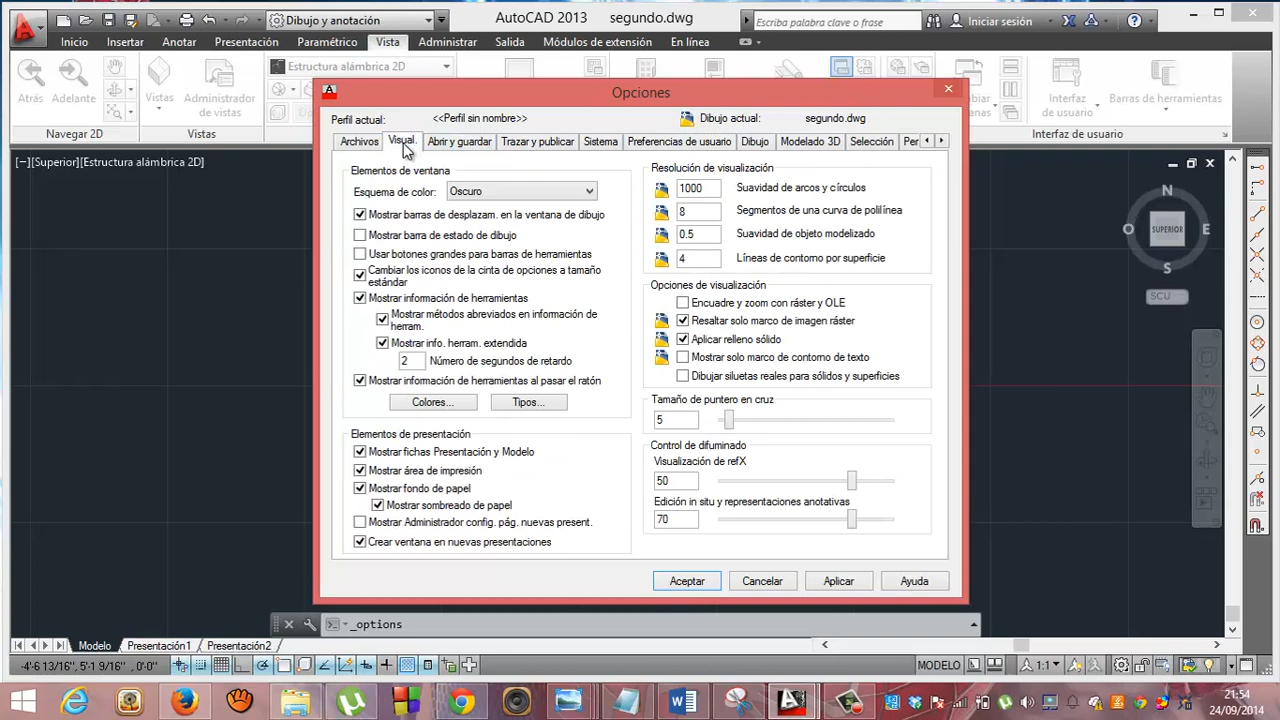 Dibujo y anotación
AutoCAD 2013 segundo.dwg
Escriba palabra clave o frase
Iniciar sesión
Inicio Insertar Anotar Presentación Paramétrico Vista Administrar Salida Módulos de extensión En línea
Estructura alámbrica 2D
Atrás Adelante
Vistas
Administrador
de vistas
Interfaz de
usuario
Barras de herramientas
Navegar 2D
Vistas
Interfaz de usuario
[−][Superior][Estructura alámbrica 2D]
Opciones
Perfil actual: <<Perfil sin nombre>> Dibujo actual: segundo.dwg
Archivos Visual. Abrir y guardar Trazar y publicar Sistema Preferencias de usuario Dibujo Modelado 3D Selección Per
Elementos de ventana
Esquema de color: Oscuro
Mostrar barras de desplazam. en la ventana de dibujo
Mostrar barra de estado de dibujo
Usar botones grandes para barras de herramientas
Cambiar los iconos de la cinta de opciones a tamaño
estándar
Mostrar información de herramientas
Mostrar métodos abreviados en infomación de
herram.
Mostrar info. herram. extendida
2 Número de segundos de retardo
Mostrar información de herramientas al pasar el ratón
Colores... Tipos...
Elementos de presentación
Mostrar fichas Presentación y Modelo
Mostrar área de impresión
Mostrar fondo de papel
Mostrar sombreado de papel
Mostrar Administrador config. pág. nuevas present.
Crear ventana en nuevas presentaciones
Resolución de visualización
1000 Suavidad de arcos y círculos
8 Segmentos de una curva de polilínea
0.5 Suavidad de objeto modelizado
4 Líneas de contorno por superficie
Opciones de visualización
Encuadre y zoom con ráster y OLE
Resaltar solo marco de imagen ráster
Aplicar relleno sólido
Mostrar solo marco de contorno de texto
Dibujar siluetas reales para sólidos y superficies
Tamaño de puntero en cruz
5
Control de difuminado
Visualización de refX
50
Edición in situ y representaciones anotativas
70
Aceptar Cancelar Aplicar Ayuda
N
O SUPERIOR E
S
SCU
_options
Modelo Presentación1 Presentación2
-4'-6 13/16", 5'-1 9/16", 0'-0" MODELO 1:1
21:54
24/09/2014